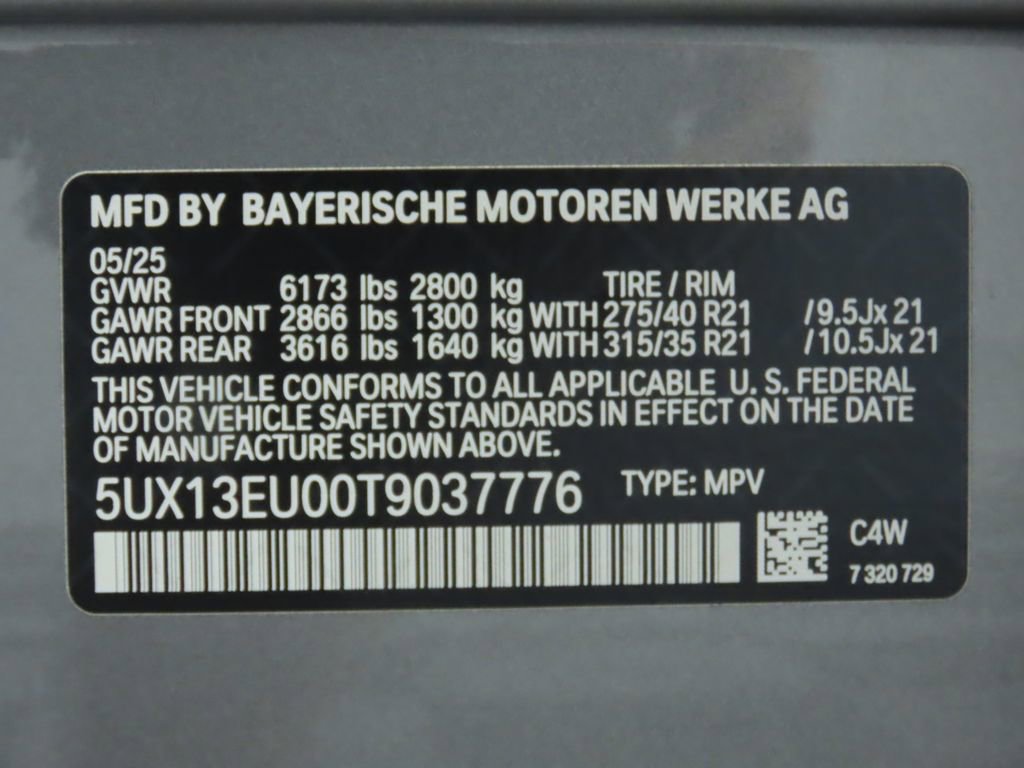 MFD BY BAYERISCHE MOTOREN WERKE AG
05/25
GVWR 6173 lbs 2800 kg TIRE / RIM
GAWR FRONT 2866 lbs 1300 kg WITH 275/40 R21 / 9.5Jx 21
GAWR REAR 3616 lbs 1640 kg WITH 315/35 R21 / 10.5Jx 21
THIS VEHICLE CONFORMS TO ALL APPLICABLE U. S. FEDERAL
MOTOR VEHICLE SAFETY STANDARDS IN EFFECT ON THE DATE
OF MANUFACTURE SHOWN ABOVE.
5UX13EU00T9037776 TYPE: MPV
C4W
7 320 729